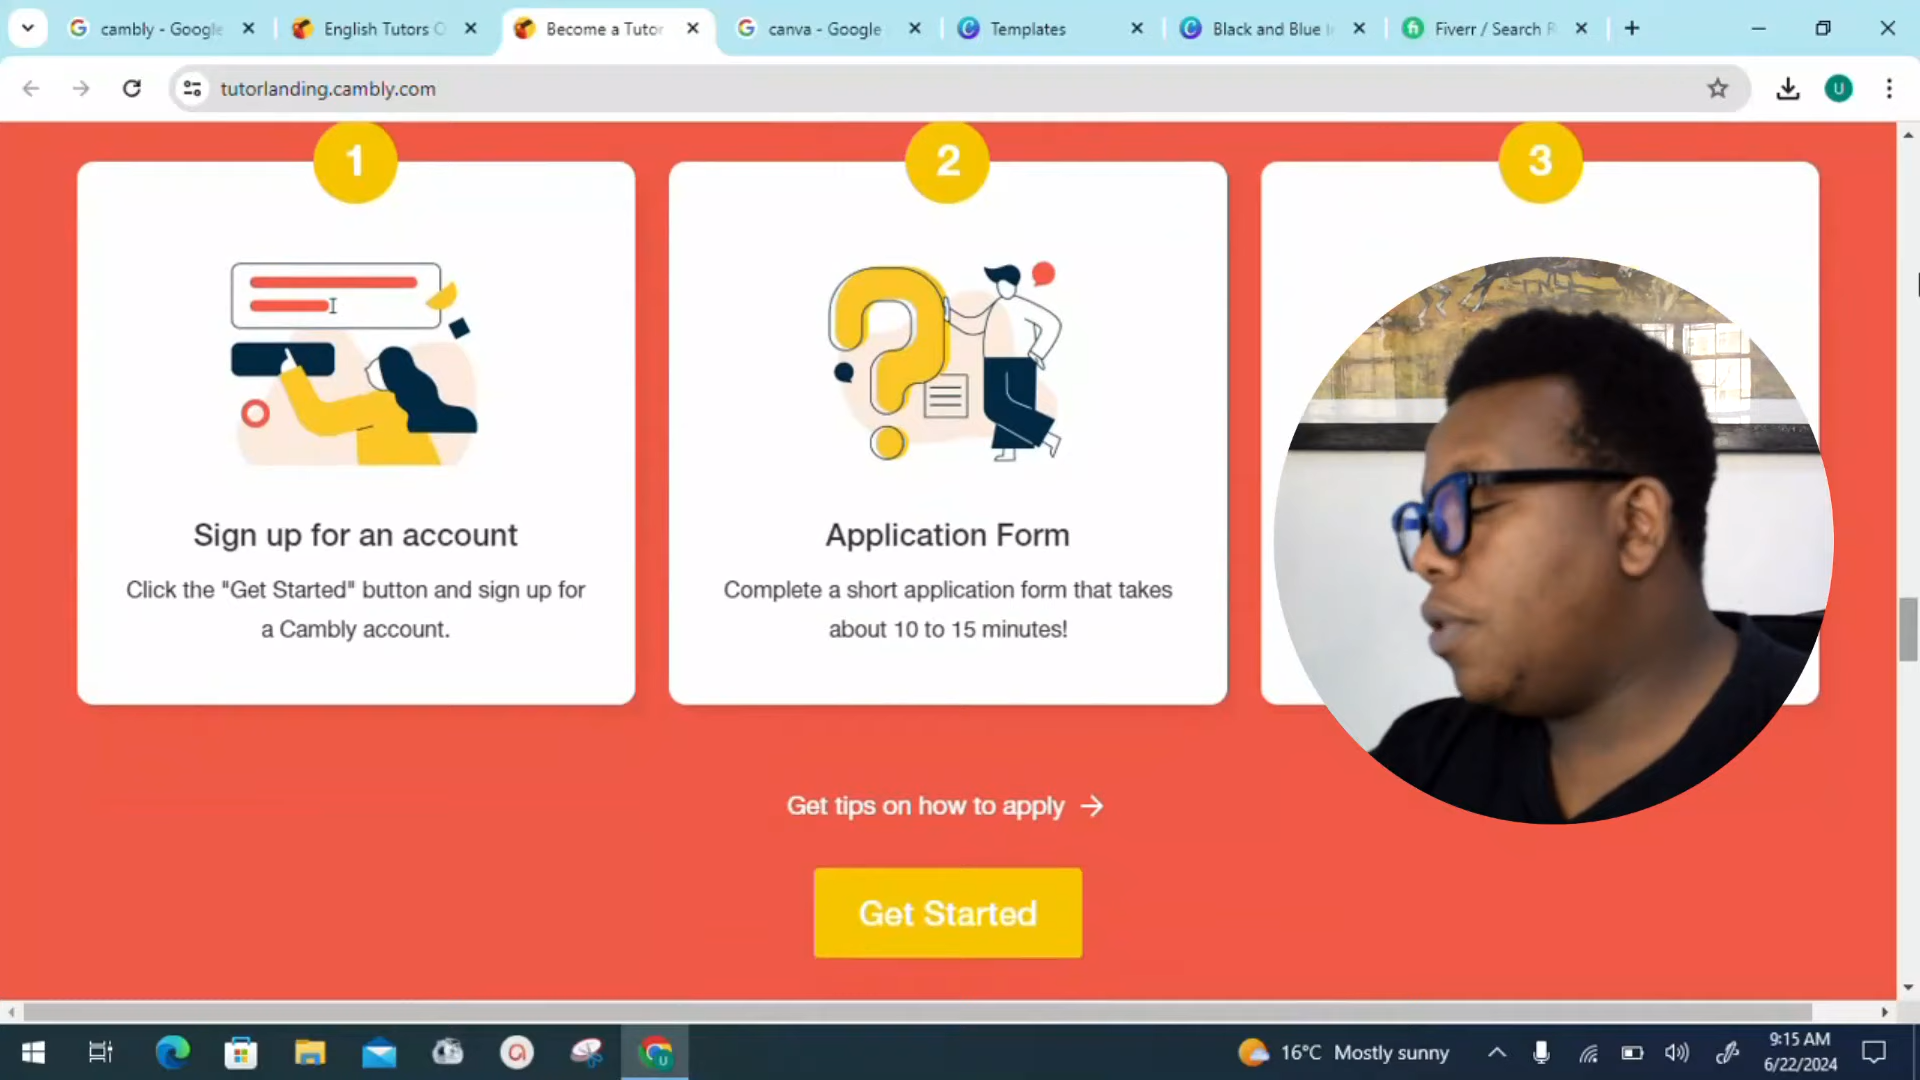 cambly - Google
English Tutors O
Become a Tutor
canva - Google
Templates
Black and Blue I
Fiverr / Search R
tutorlanding.cambly.com
U
1
2
3
Sign up for an account
Click the "Get Started" button and sign up for
a Cambly account.
Application Form
Complete a short application form that takes
about 10 to 15 minutes!
Get tips on how to apply →
Get Started
16°C Mostly sunny
9:15 AM
6/22/2024